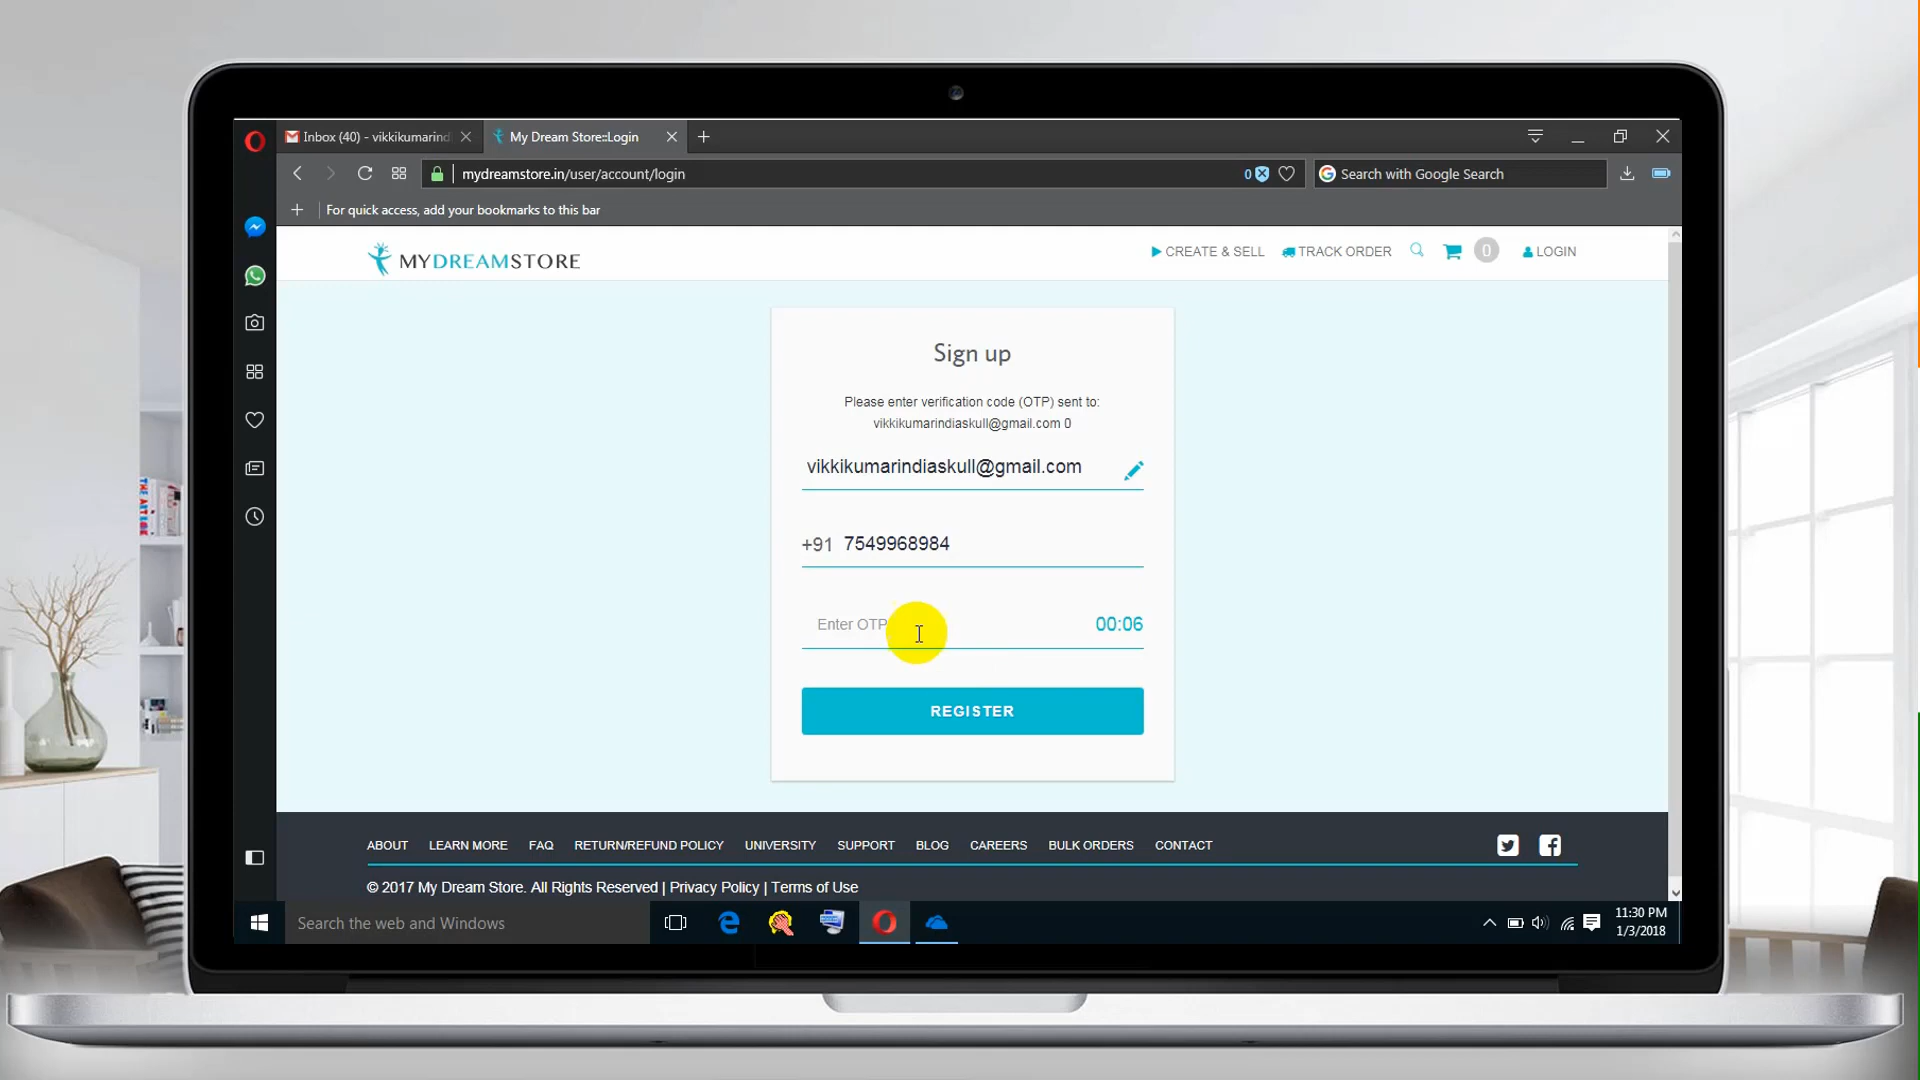 Inbox (40) - vikkikumarind
My Dream Store::Login
mydreamstore.in/user/account/login
0
Search with Google Search
For quick access, add your bookmarks to this bar
MYDREAMSTORE
CREATE & SELL
TRACK ORDER
0
LOGIN
Sign up
Please enter verification code (OTP) sent to:
vikkikumarindiaskull@gmail.com 0
vikkikumarindiaskull@gmail.com
+91 7549968984
Enter OTP
00:06
REGISTER
ABOUT LEARN MORE FAQ RETURN/REFUND POLICY UNIVERSITY SUPPORT BLOG CAREERS BULK ORDERS CONTACT
© 2017 My Dream Store. All Rights Reserved | Privacy Policy | Terms of Use
Search the web and Windows
11:30 PM
1/3/2018
THE ART OF